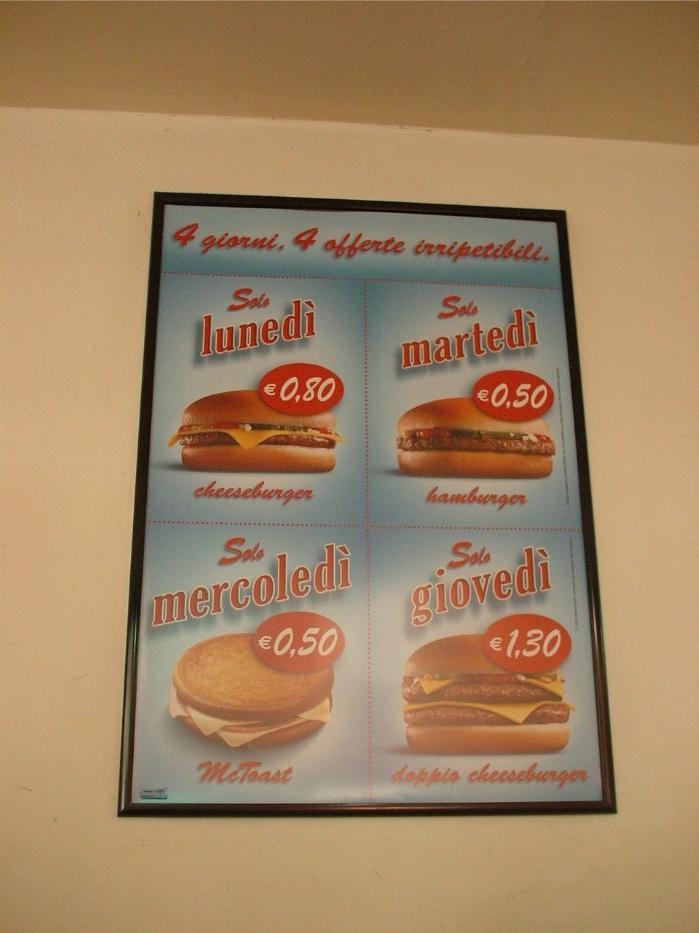 4 giorni, 4 offerte irripetibili.
Solo
lunedì
€0,80
cheeseburger
Solo
martedì
€0,50
hamburger
Solo
mercoledì
€0,50
McToast
Solo
giovedì
€1,30
doppio cheeseburger